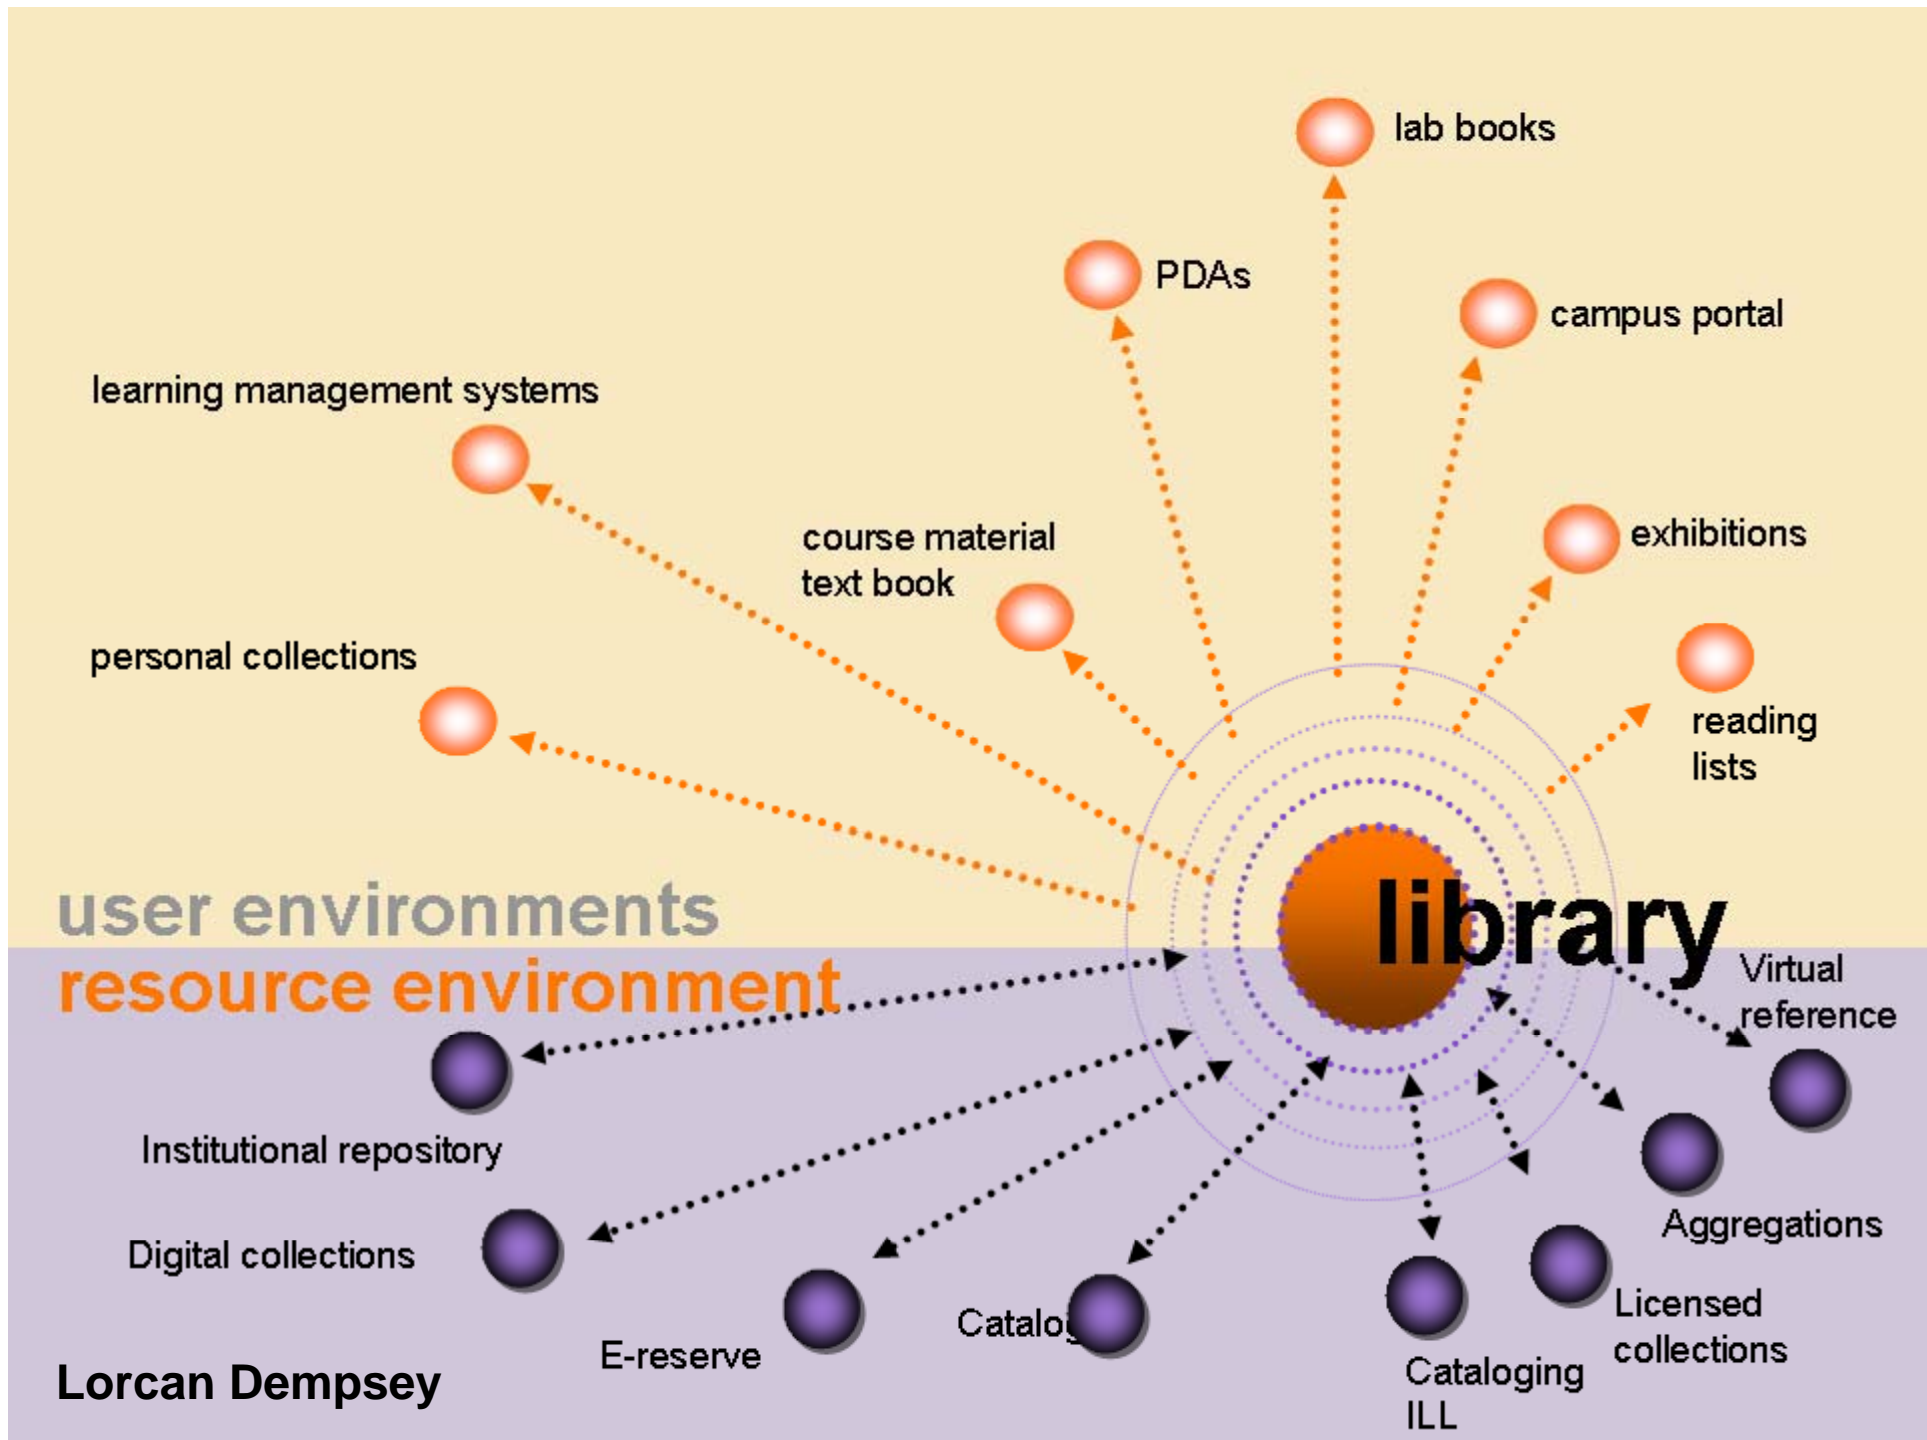 lab books
PDAs
campus portal
learning management systems
course material
text book
exhibitions
personal collections
reading
lists
user environments
library
resource environment
Virtual
reference
Institutional repository
Aggregations
Digital collections
Licensed
collections
E-reserve
Catalog
Cataloging
ILL
Lorcan Dempsey